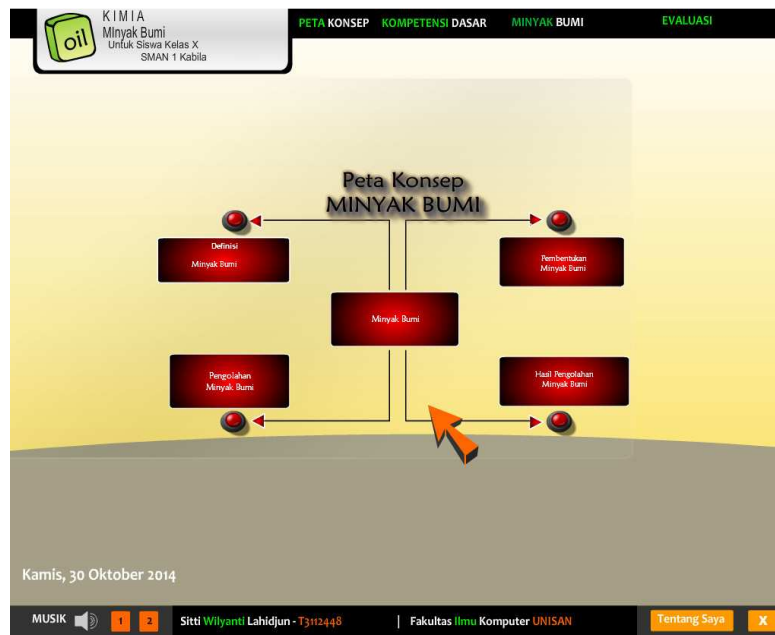 oil
KIMIA
MInyak Bumi
Untuk Siswa Kelas X
SMAN 1 Kabila
PETA KONSEP
KOMPETENSI DASAR
MINYAK BUMI
EVALUASI
Peta Konsep
MINYAK BUMI
Definisi
Minyak Bumi
Pembentukan
Minyak Bumi
Minyak Bumi
Pengolahan
Minyak Bumi
Hasil Pengolahan
Minyak Bumi
Kamis, 30 Oktober 2014
MUSIK 1 2
Sitti Wilyanti Lahidjun - T3112448 | Fakultas Ilmu Komputer UNISAN
Tentang Saya X